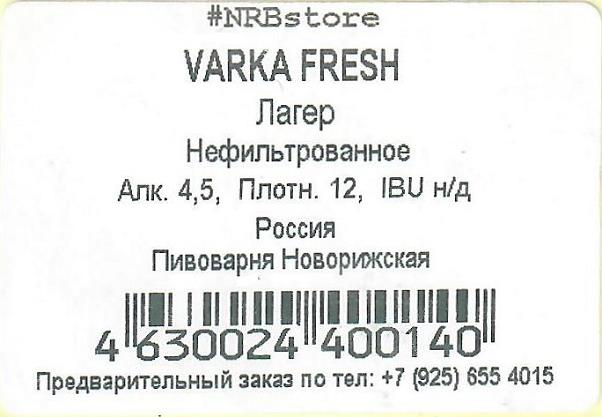 #NRBstore
VARKA FRESH
Лагер
Нефильтрованное
Алк. 4,5, Плотн. 12, IBU н/д
Россия
Пивоварня Новорижская
4 630024 400140
Предварительный заказ по тел: +7 (925) 655 4015